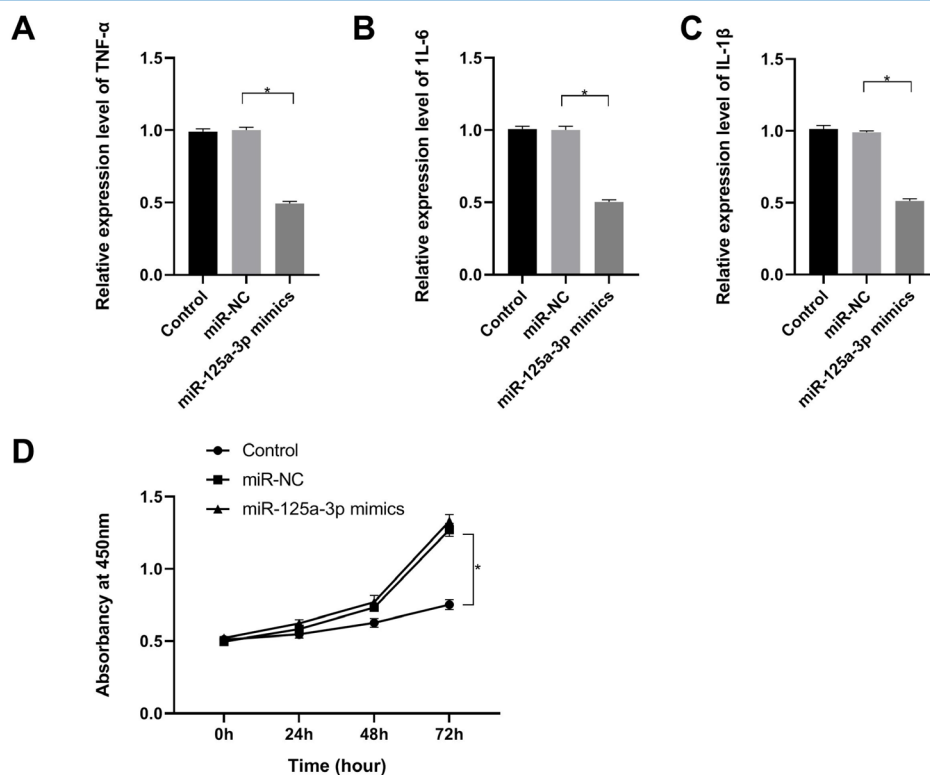 A
Relative expression level of TNF-α
1.5
1.0
0.5
0.0
*
Control
miR-NC
miR-125a-3p mimics
B
Relative expression level of 1L-6
1.5
1.0
0.5
0.0
*
Control
miR-NC
miR-125a-3p mimics
C
Relative expression level of IL-1β
1.5
1.0
0.5
0.0
*
Control
miR-NC
miR-125a-3p mimics
D
Control
miR-NC
miR-125a-3p mimics
Absorbancy at 450nm
1.5
1.0
0.5
0.0
*
0h 24h 48h 72h
Time (hour)